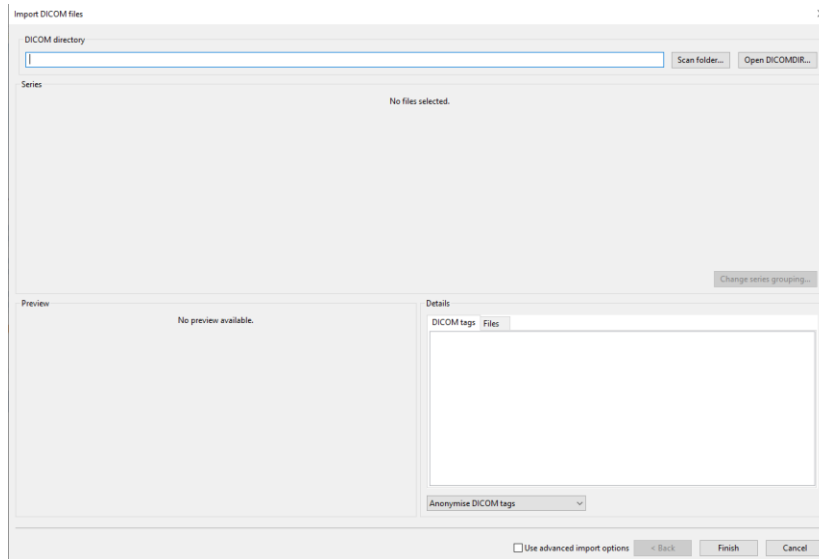 Import DICOM files
DICOM directory
Scan folder... Open DICOMDIR...
Series
No files selected.
Change series grouping...
Preview
No preview available.
Details
DICOM tags Files
Anonymise DICOM tags
Use advanced import options < Back Finish Cancel